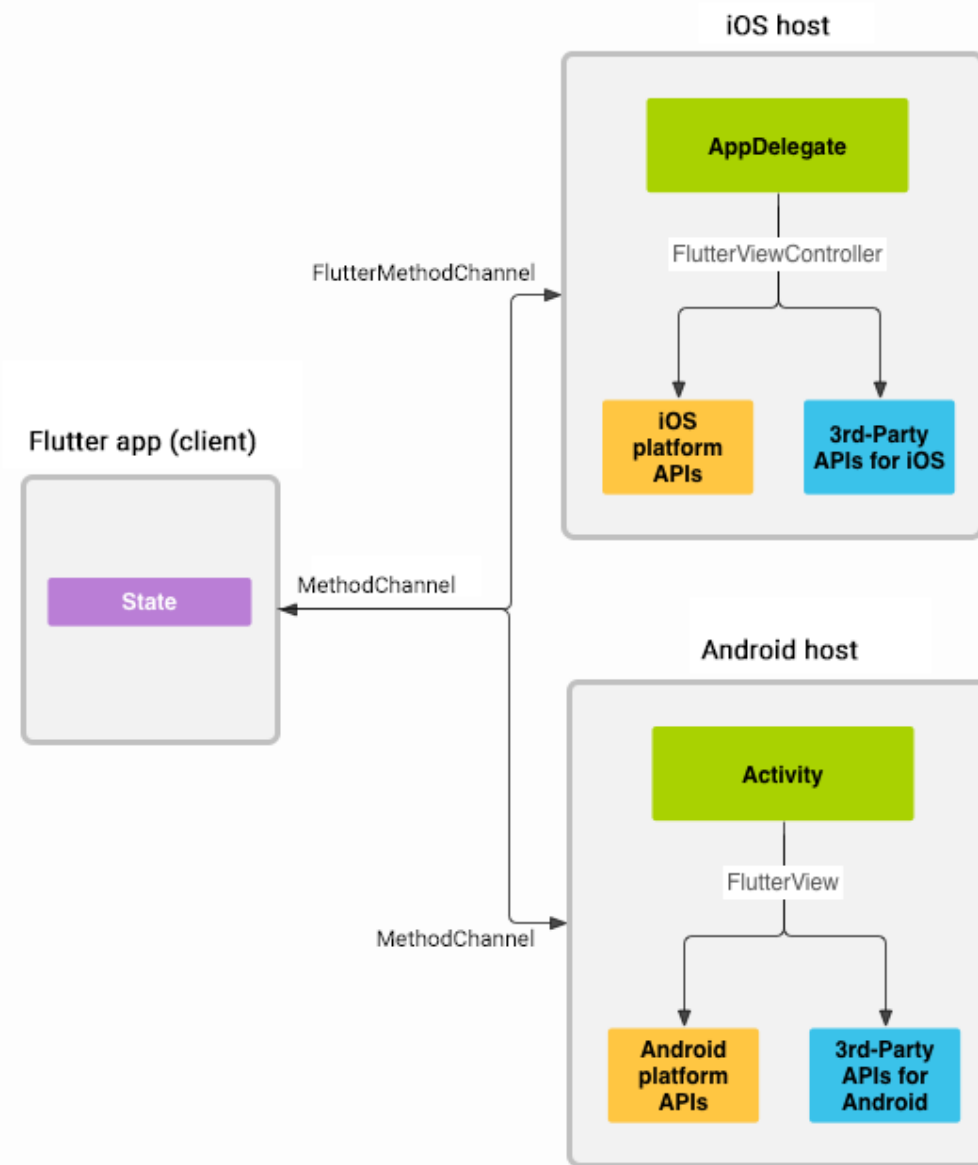 iOS host
AppDelegate
FlutterViewController
FlutterMethodChannel
iOS
platform
APIs
3rd-Party
APIs for iOS
Flutter app (client)
State
MethodChannel
Android host
Activity
FlutterView
MethodChannel
Android
platform
APIs
3rd-Party
APIs for
Android